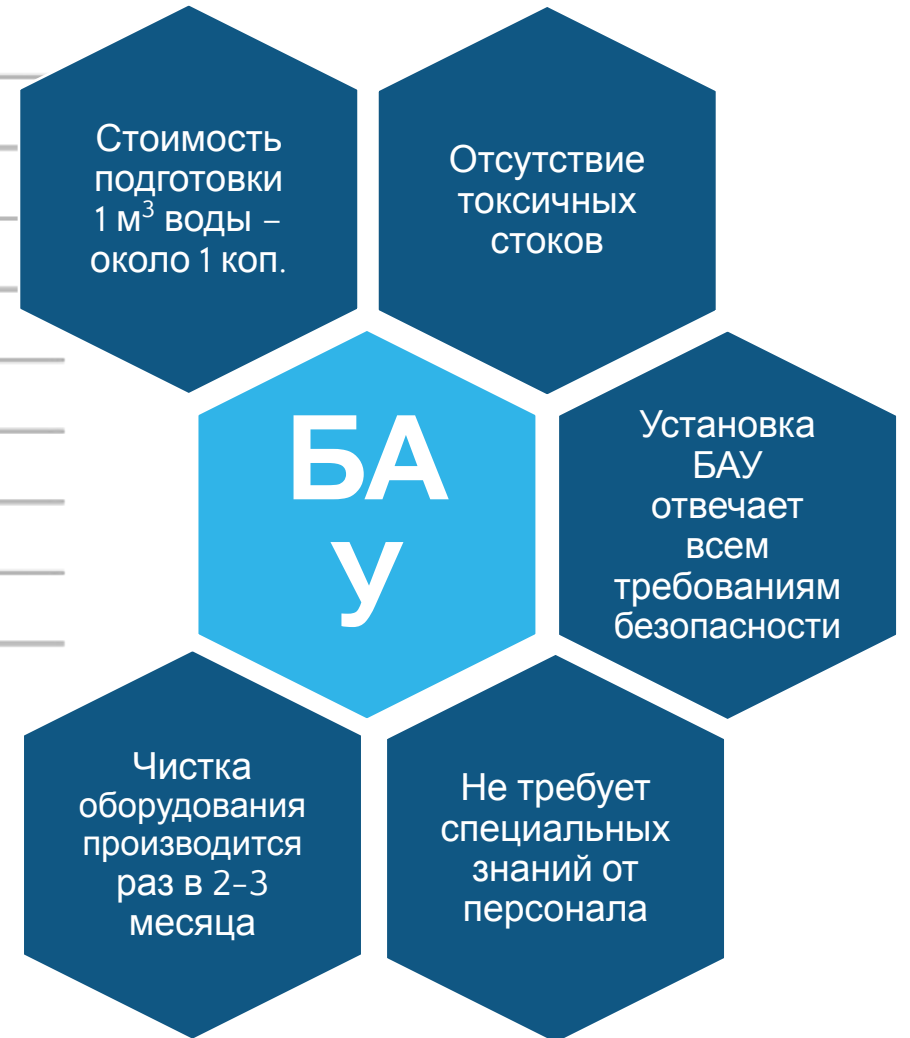 Стоимость
подготовки
1 м³ воды –
около 1 коп.
Отсутствие
токсичных
стоков
БА
У
Установка
БАУ
отвечает
всем
требованиям
безопасности
Чистка
оборудования
производится
раз в 2-3
месяца
Не требует
специальных
знаний от
персонала